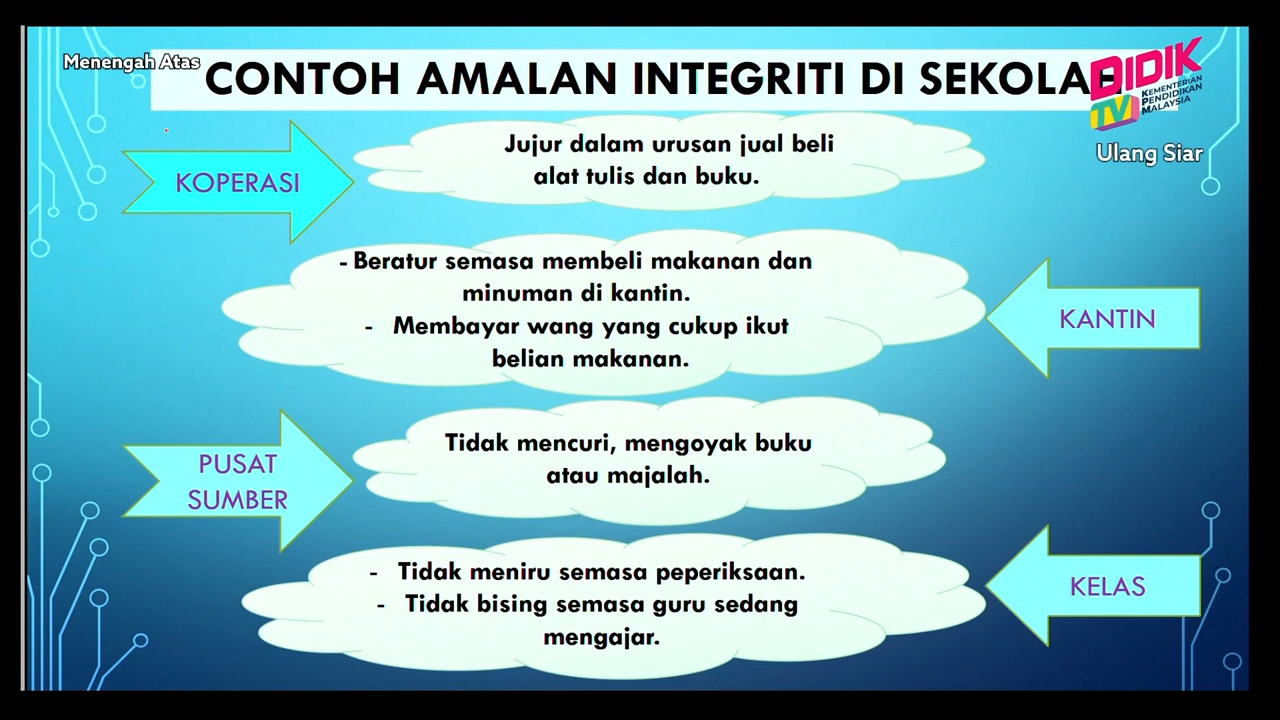 Menengah Atas
CONTOH AMALAN INTEGRITI DI SEKOLAH
DIDIK
TV
KEMENTERIAN
PENDIDIKAN
MALAYSIA
Ulang Siar
KOPERASI
Jujur dalam urusan jual beli
alat tulis dan buku.
- Beratur semasa membeli makanan dan
minuman di kantin.
- Membayar wang yang cukup ikut
belian makanan.
KANTIN
PUSAT
SUMBER
Tidak mencuri, mengoyak buku
atau majalah.
- Tidak meniru semasa peperiksaan.
- Tidak bising semasa guru sedang
mengajar.
KELAS